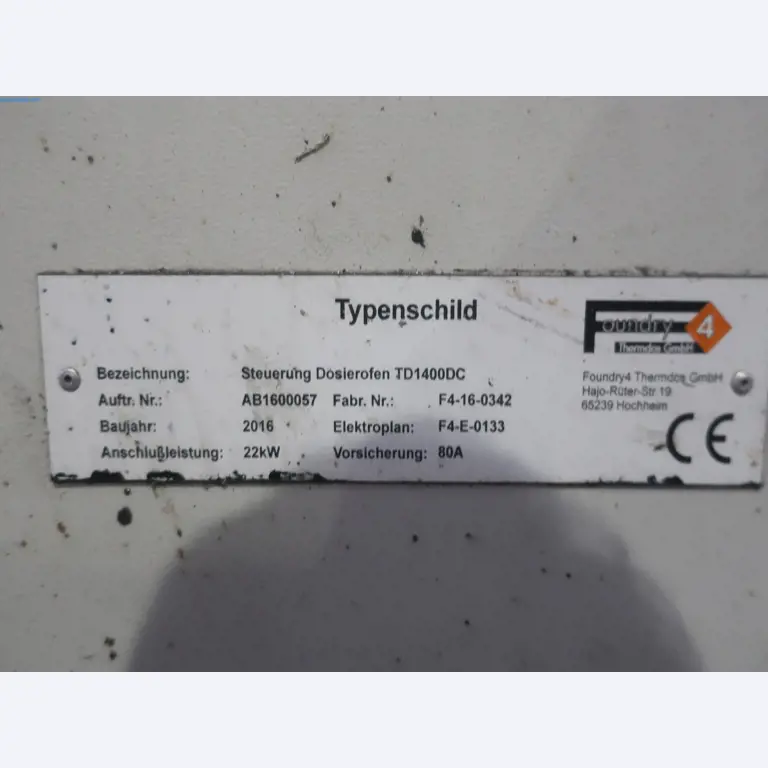 Typenschild
Foundry 4
Thermdos GmbH
Bezeichnung: Steuerung Dosierofen TD1400DC
Auftr. Nr.: AB1600057 Fabr. Nr.: F4-16-0342
Baujahr: 2016 Elektroplan: F4-E-0133
Anschlußleistung: 22kW Vorsicherung: 80A
Foundry4 Thermdos GmbH
Hajo-Rüter-Str 19
65239 Hochheim
CE